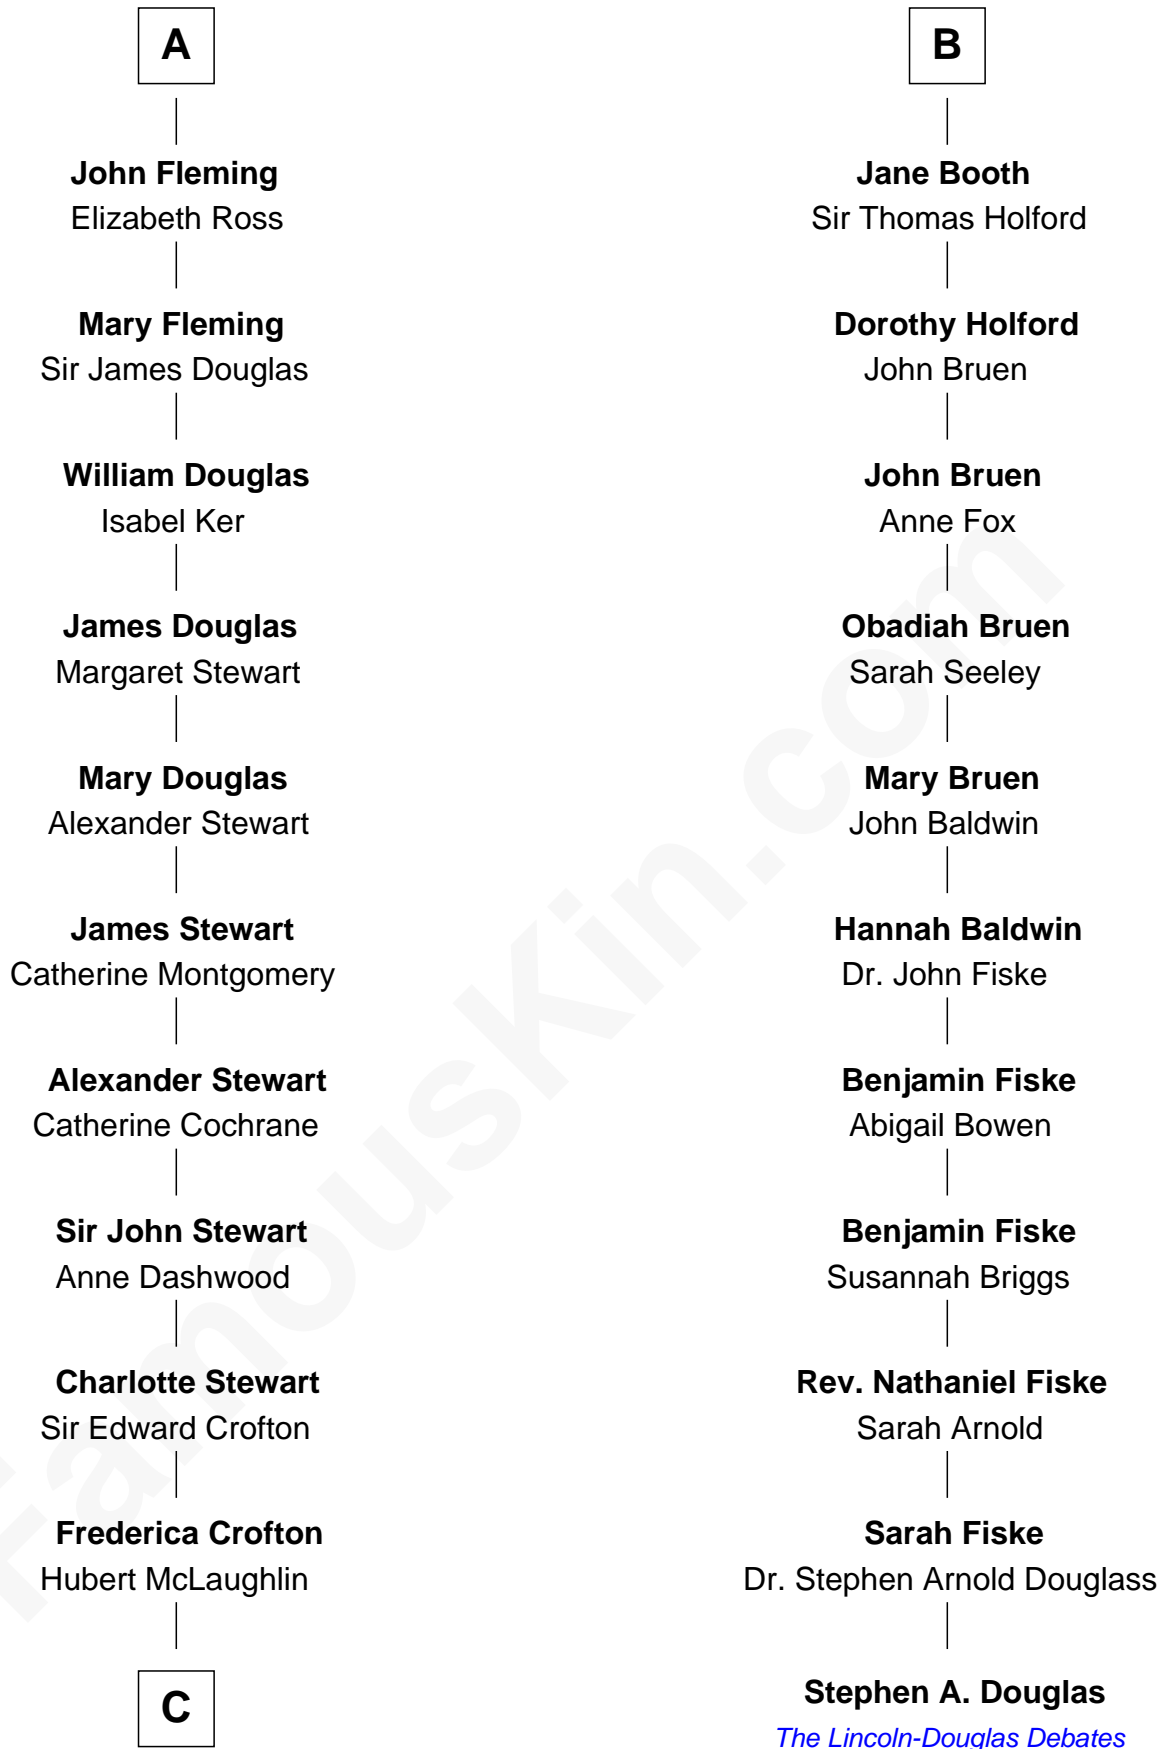 A
John Fleming
Elizabeth Ross
Mary Fleming
Sir James Douglas
William Douglas
Isabel Ker
James Douglas
Margaret Stewart
Mary Douglas
Alexander Stewart
James Stewart
Catherine Montgomery
Alexander Stewart
Catherine Cochrane
Sir John Stewart
Anne Dashwood
Charlotte Stewart
Sir Edward Crofton
Frederica Crofton
Hubert McLaughlin
C
B
Jane Booth
Sir Thomas Holford
Dorothy Holford
John Bruen
John Bruen
Anne Fox
Obadiah Bruen
Sarah Seeley
Mary Bruen
John Baldwin
Hannah Baldwin
Dr. John Fiske
Benjamin Fiske
Abigail Bowen
Benjamin Fiske
Susannah Briggs
Rev. Nathaniel Fiske
Sarah Arnold
Sarah Fiske
Dr. Stephen Arnold Douglass
Stephen A. Douglas
The Lincoln-Douglas Debates
FamousKin.com